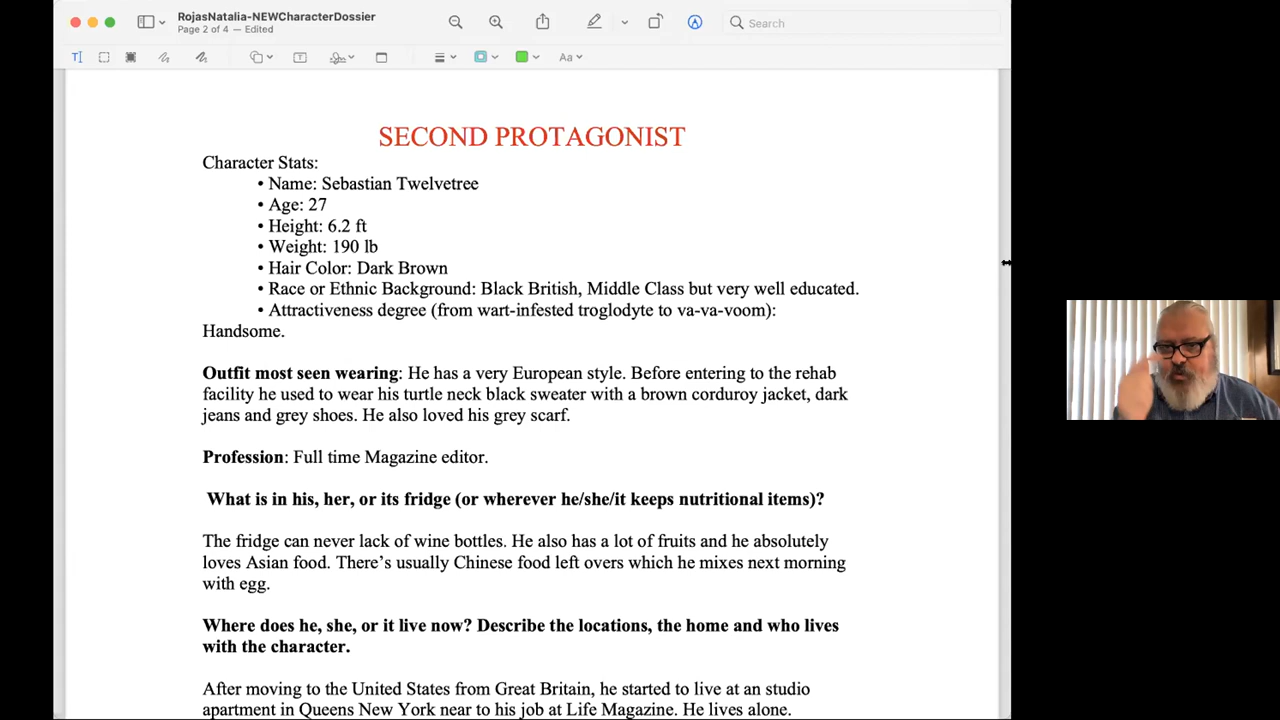 RojasNatalia-NEWCharacterDossier
Page 2 of 4 — Edited
Search
Aa
SECOND PROTAGONIST
Character Stats:
• Name: Sebastian Twelvetree
• Age: 27
• Height: 6.2 ft
• Weight: 190 lb
• Hair Color: Dark Brown
• Race or Ethnic Background: Black British, Middle Class but very well educated.
• Attractiveness degree (from wart-infested troglodyte to va-va-voom):
Handsome.
Outfit most seen wearing: He has a very European style. Before entering to the rehab
facility he used to wear his turtle neck black sweater with a brown corduroy jacket, dark
jeans and grey shoes. He also loved his grey scarf.
Profession: Full time Magazine editor.
What is in his, her, or its fridge (or wherever he/she/it keeps nutritional items)?
The fridge can never lack of wine bottles. He also has a lot of fruits and he absolutely
loves Asian food. There’s usually Chinese food left overs which he mixes next morning
with egg.
Where does he, she, or it live now? Describe the locations, the home and who lives
with the character.
After moving to the United States from Great Britain, he started to live at an studio
apartment in Queens New York near to his job at Life Magazine. He lives alone.